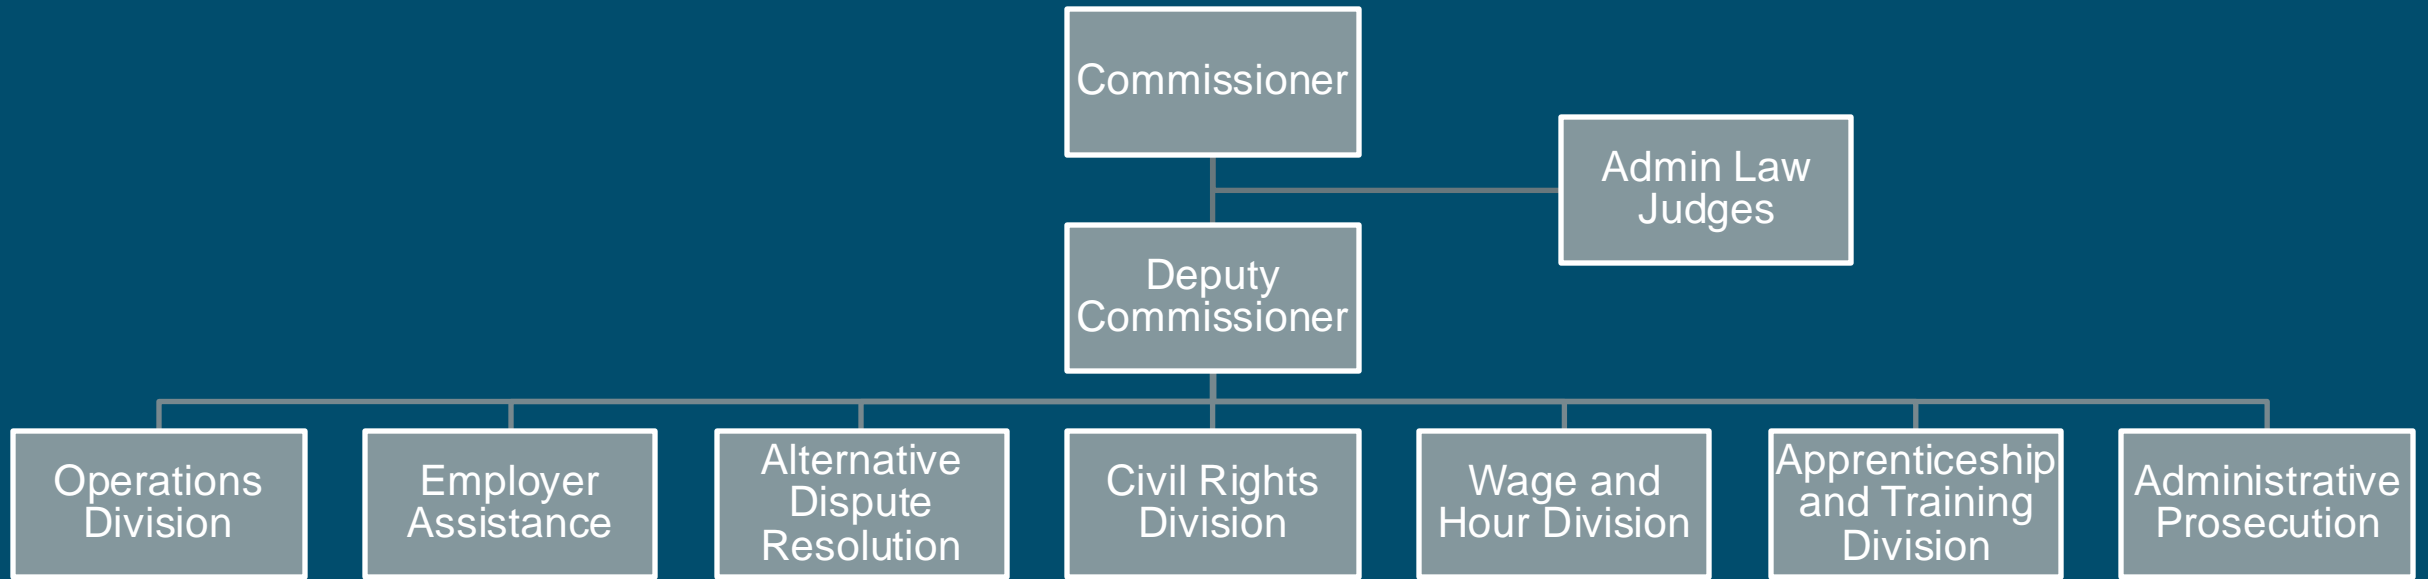 Commissioner
Admin Law
Judges
Deputy
Commissioner
Operations
Division
Employer
Assistance
Alternative
Dispute
Resolution
Civil Rights
Division
Wage and
Hour Division
Apprenticeship
and Training
Division
Administrative
Prosecution